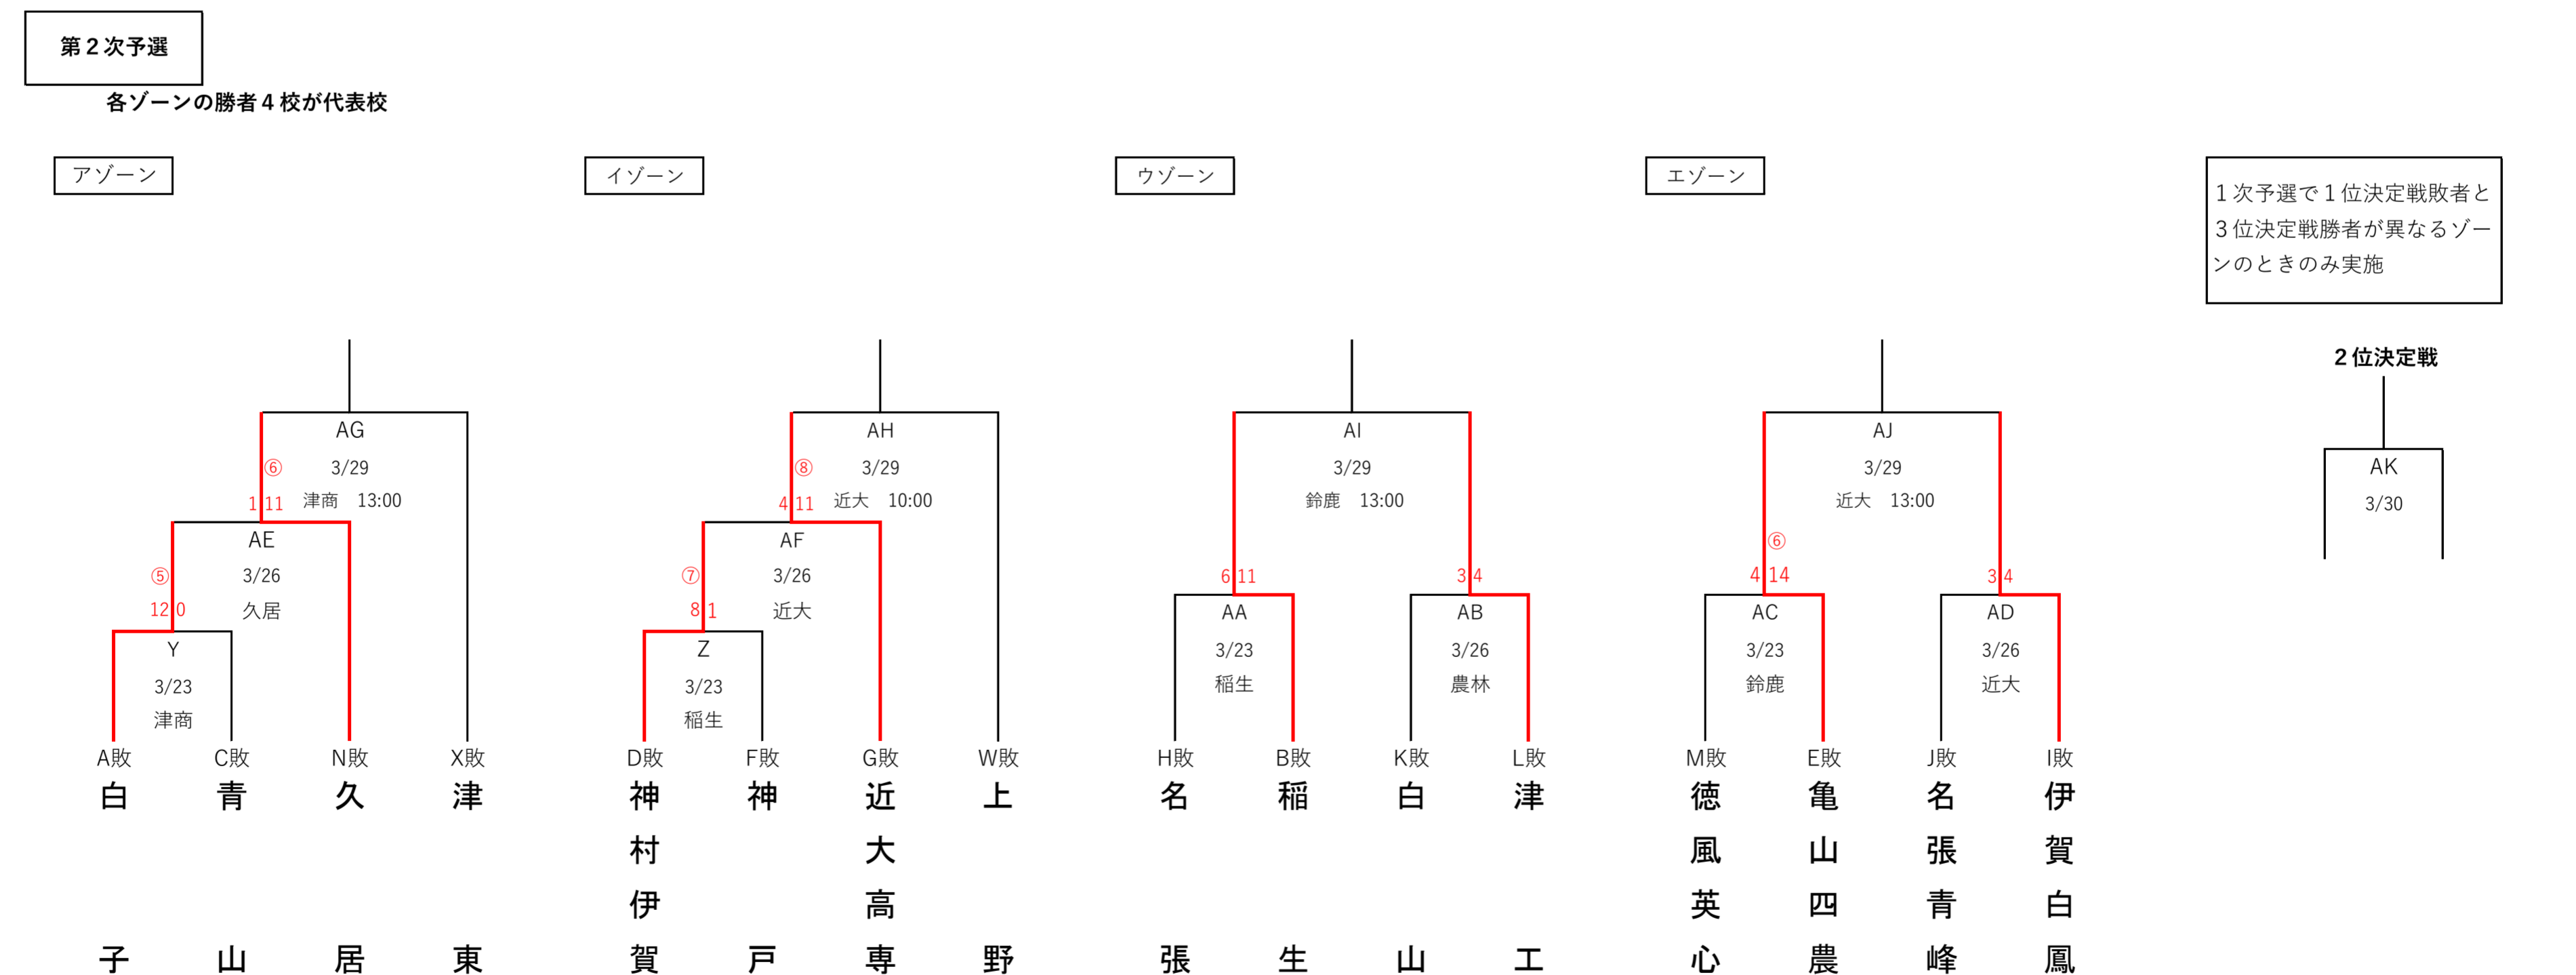 第２次予選
各ゾーンの勝者４校が代表校
アゾーン
イゾーン
ウゾーン
エゾーン
１次予選で１位決定戦敗者と
３位決定戦勝者が異なるゾー
ンのときのみ実施
２位決定戦
AG
⑥ 3/29
1 11 津商 13:00
AE
⑤ 3/26
12 0 久居
Y
3/23
津商
A敗 C敗 N敗 X敗
白子
青山
久居
津東
AH
⑧ 3/29
4 11 近大 10:00
AF
⑦ 3/26
8 1 近大
Z
3/23
稲生
D敗 F敗 G敗 W敗
神村伊賀
神戸
近大高専
上野
AI
3/29
鈴鹿 13:00
6 11
3 4
AA
3/23
稲生
AB
3/26
農林
H敗 B敗 K敗 L敗
名張
稲生
白山
津工
AJ
3/29
近大 13:00
⑥
4 14
3 4
AC
3/23
鈴鹿
AD
3/26
近大
M敗 E敗 J敗 I敗
徳風英心
亀山四農
名張青峰
伊賀白鳳
AK
3/30